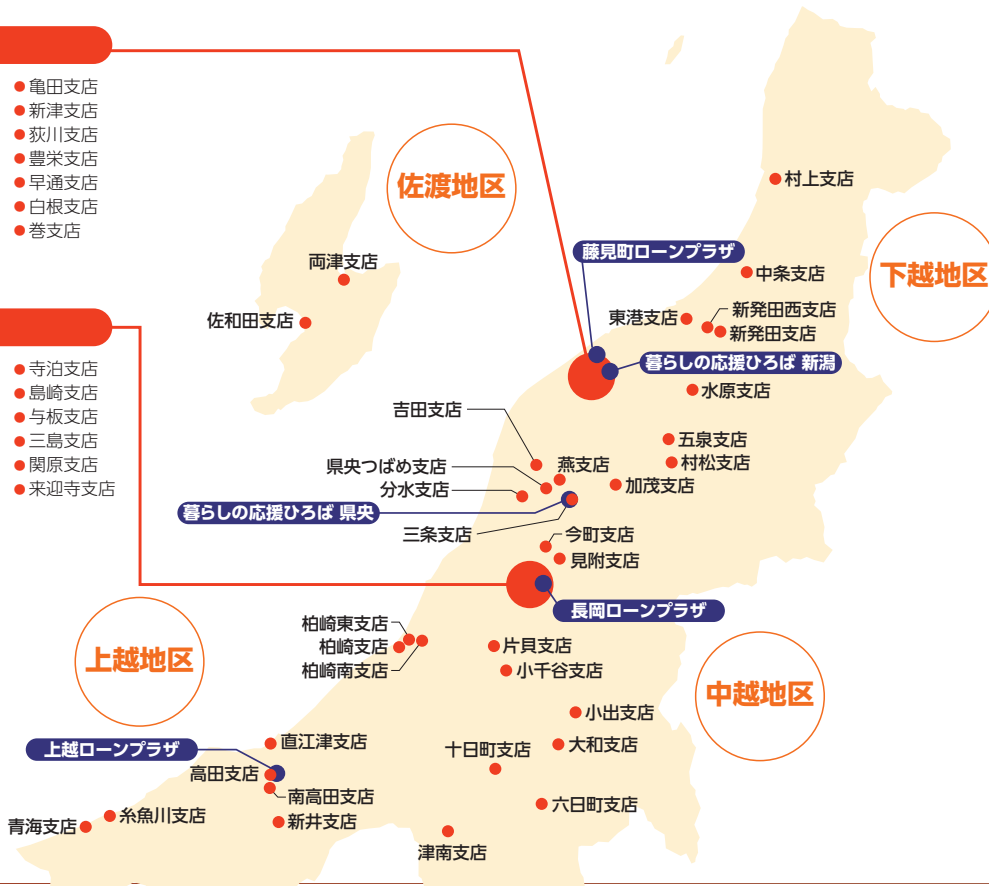 亀田支店
新津支店
荻川支店
豊栄支店
早通支店
白根支店
巻支店
寺泊支店
島崎支店
与板支店
三島支店
関原支店
来迎寺支店
佐渡地区
両津支店
佐和田支店
村上支店
下越地区
藤見町ローンプラザ
中条支店
新発田西支店
東港支店
新発田支店
暮らしの応援ひろば 新潟
水原支店
吉田支店
五泉支店
県央つばめ支店
燕支店
村松支店
分水支店
加茂支店
暮らしの応援ひろば 県央
三条支店
今町支店
見附支店
長岡ローンプラザ
上越地区
柏崎東支店
柏崎支店
柏崎南支店
片貝支店
小千谷支店
中越地区
小出支店
直江津支店
大和支店
十日町支店
上越ローンプラザ
高田支店
南高田支店
六日町支店
糸魚川支店
新井支店
青海支店
津南支店